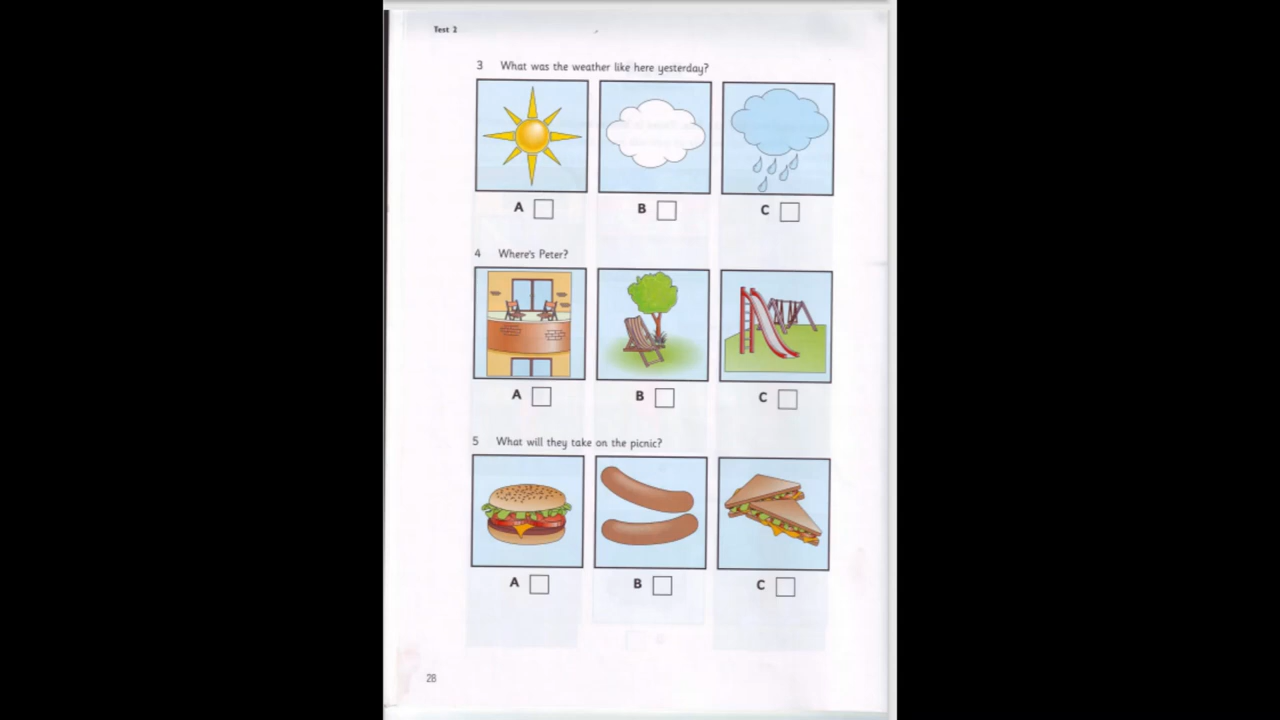 Test 2
3 What was the weather like here yesterday?
A B C
4 Where's Peter?
A B C
5 What will they take on the picnic?
A B C
28